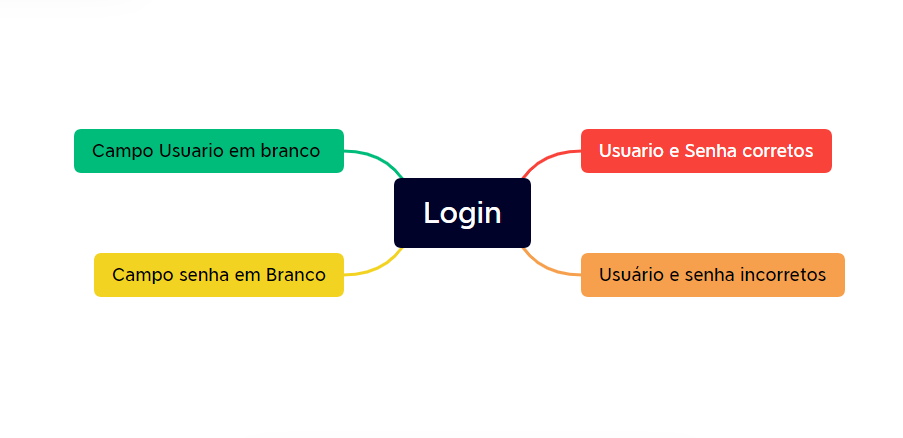 Campo Usuario em branco
Usuario e Senha corretos
Login
Campo senha em Branco
Usuário e senha incorretos